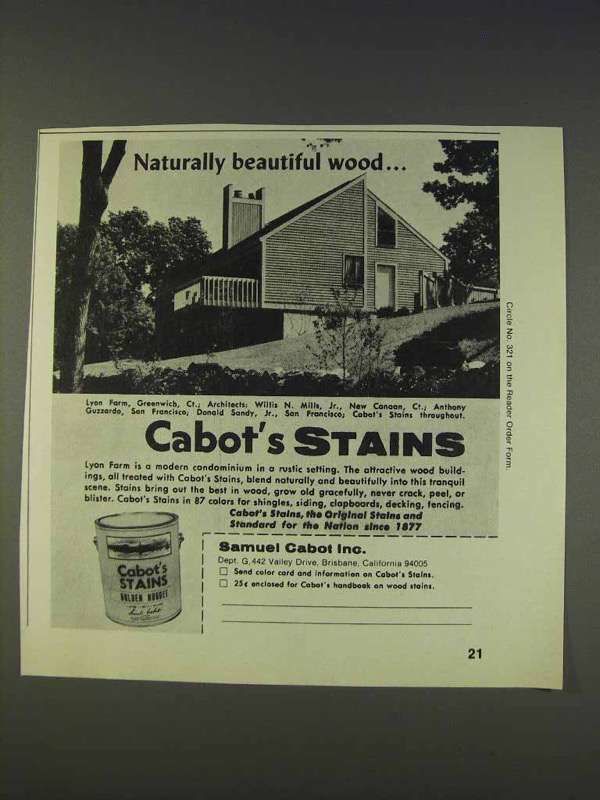 Naturally beautiful wood...
Lyon Farm, Greenwich, Ct.; Architects: Willis N. Mills, Jr., New Canaan, Ct.; Anthony
Guzzardo, San Francisco, Donald Sandy, Jr., San Francisco; Cabot's Stains throughout.
Cabot's STAINS
Lyon Farm is a modern condominium in a rustic setting. The attractive wood build-
ings, all treated with Cabot's Stains, blend naturally and beautifully into this tranquil
scene. Stains bring out the best in wood, grow old gracefully, never crack, peel, or
blister. Cabot's Stains in 87 colors for shingles, siding, clapboards, decking, fencing.
Cabot's Stains, the Original Stains and
Standard for the Nation since 1877
Cabot's
STAINS
GOLDEN NUGGET
Samuel Cabot Inc.
Dept. G, 442 Valley Drive, Brisbane, California 94005
Send color card and information on Cabot's Stains.
25¢ enclosed for Cabot's handbook on wood stains.
21
Circle No. 321 on the Reader Order Form.